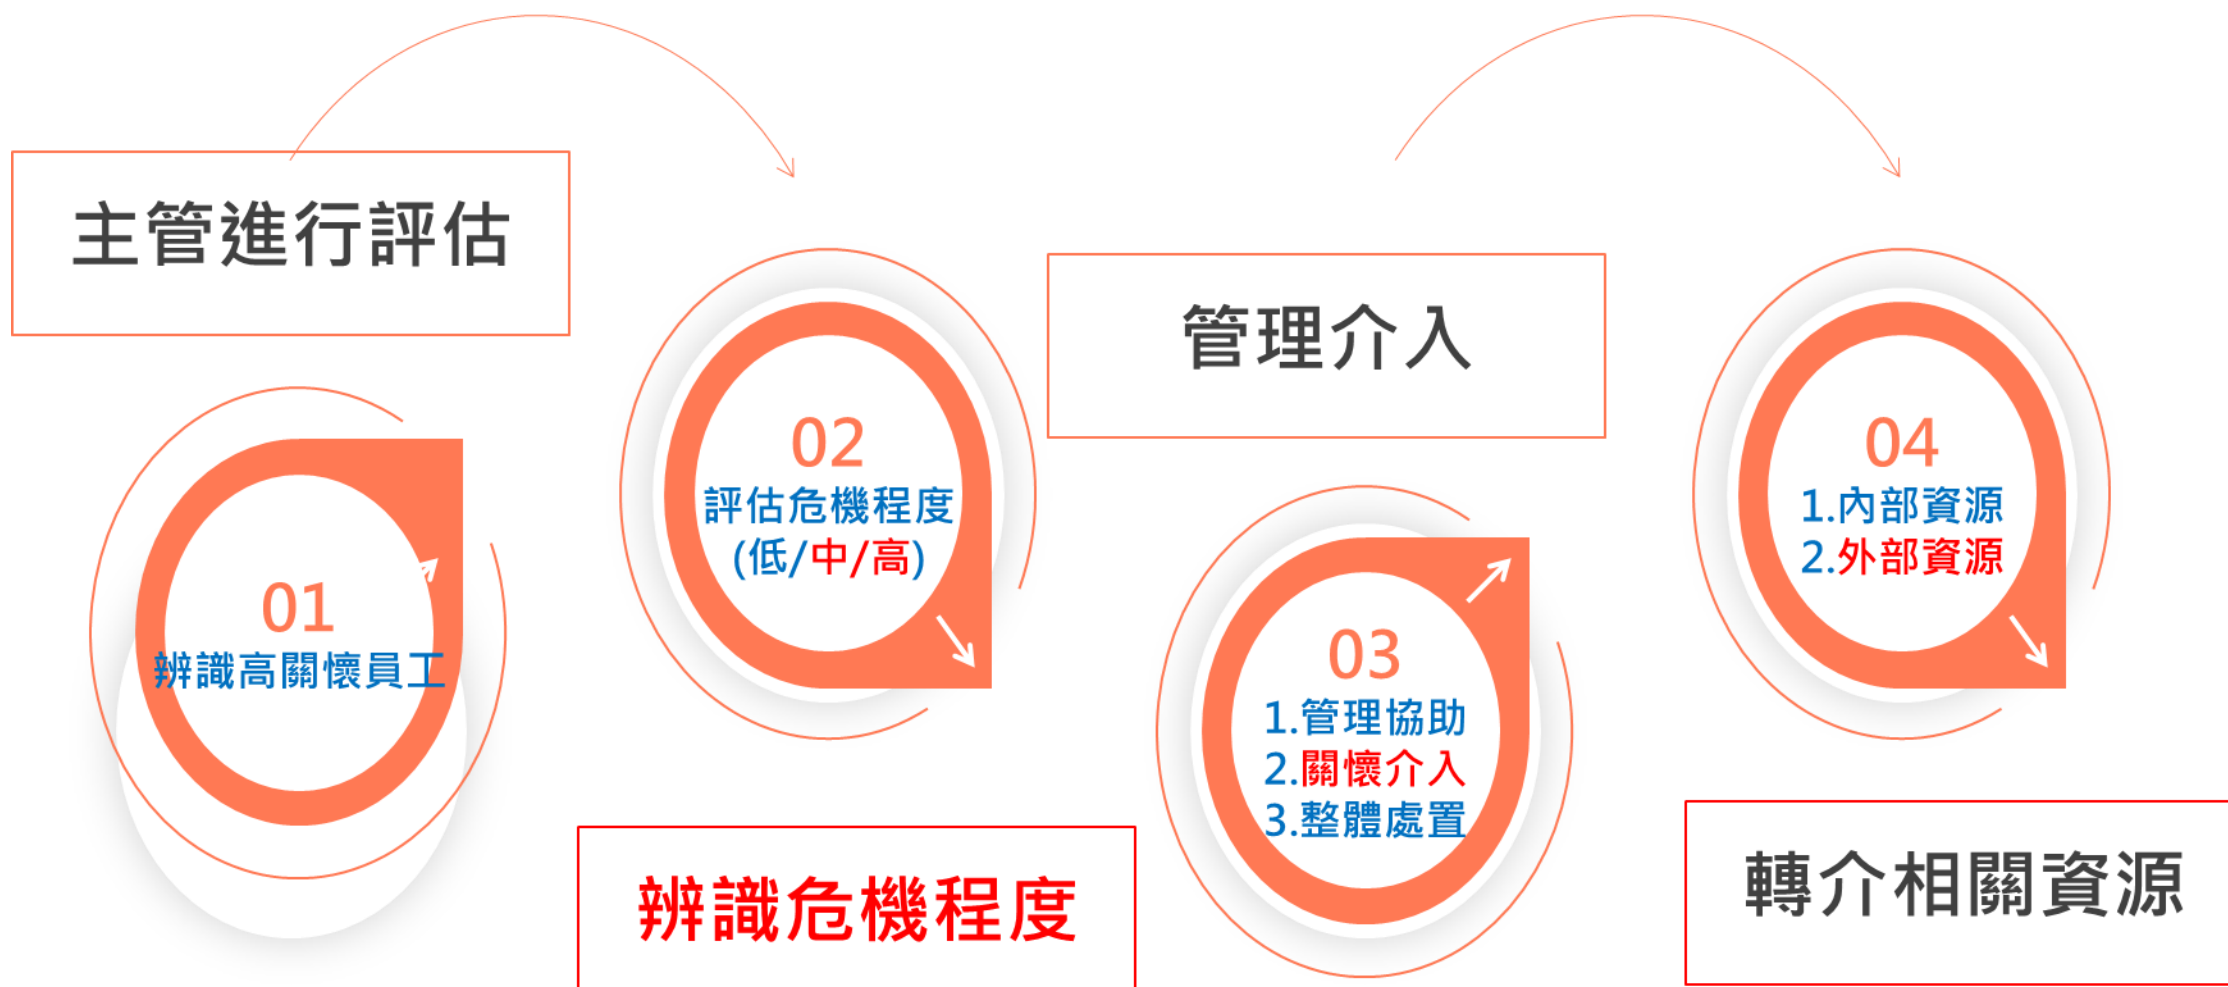 主管進行評估
01
辨識高關懷員工
02
評估危機程度
(低/中/高)
辨識危機程度
管理介入
03
1.管理協助
2.關懷介入
3.整體處置
04
1.內部資源
2.外部資源
轉介相關資源